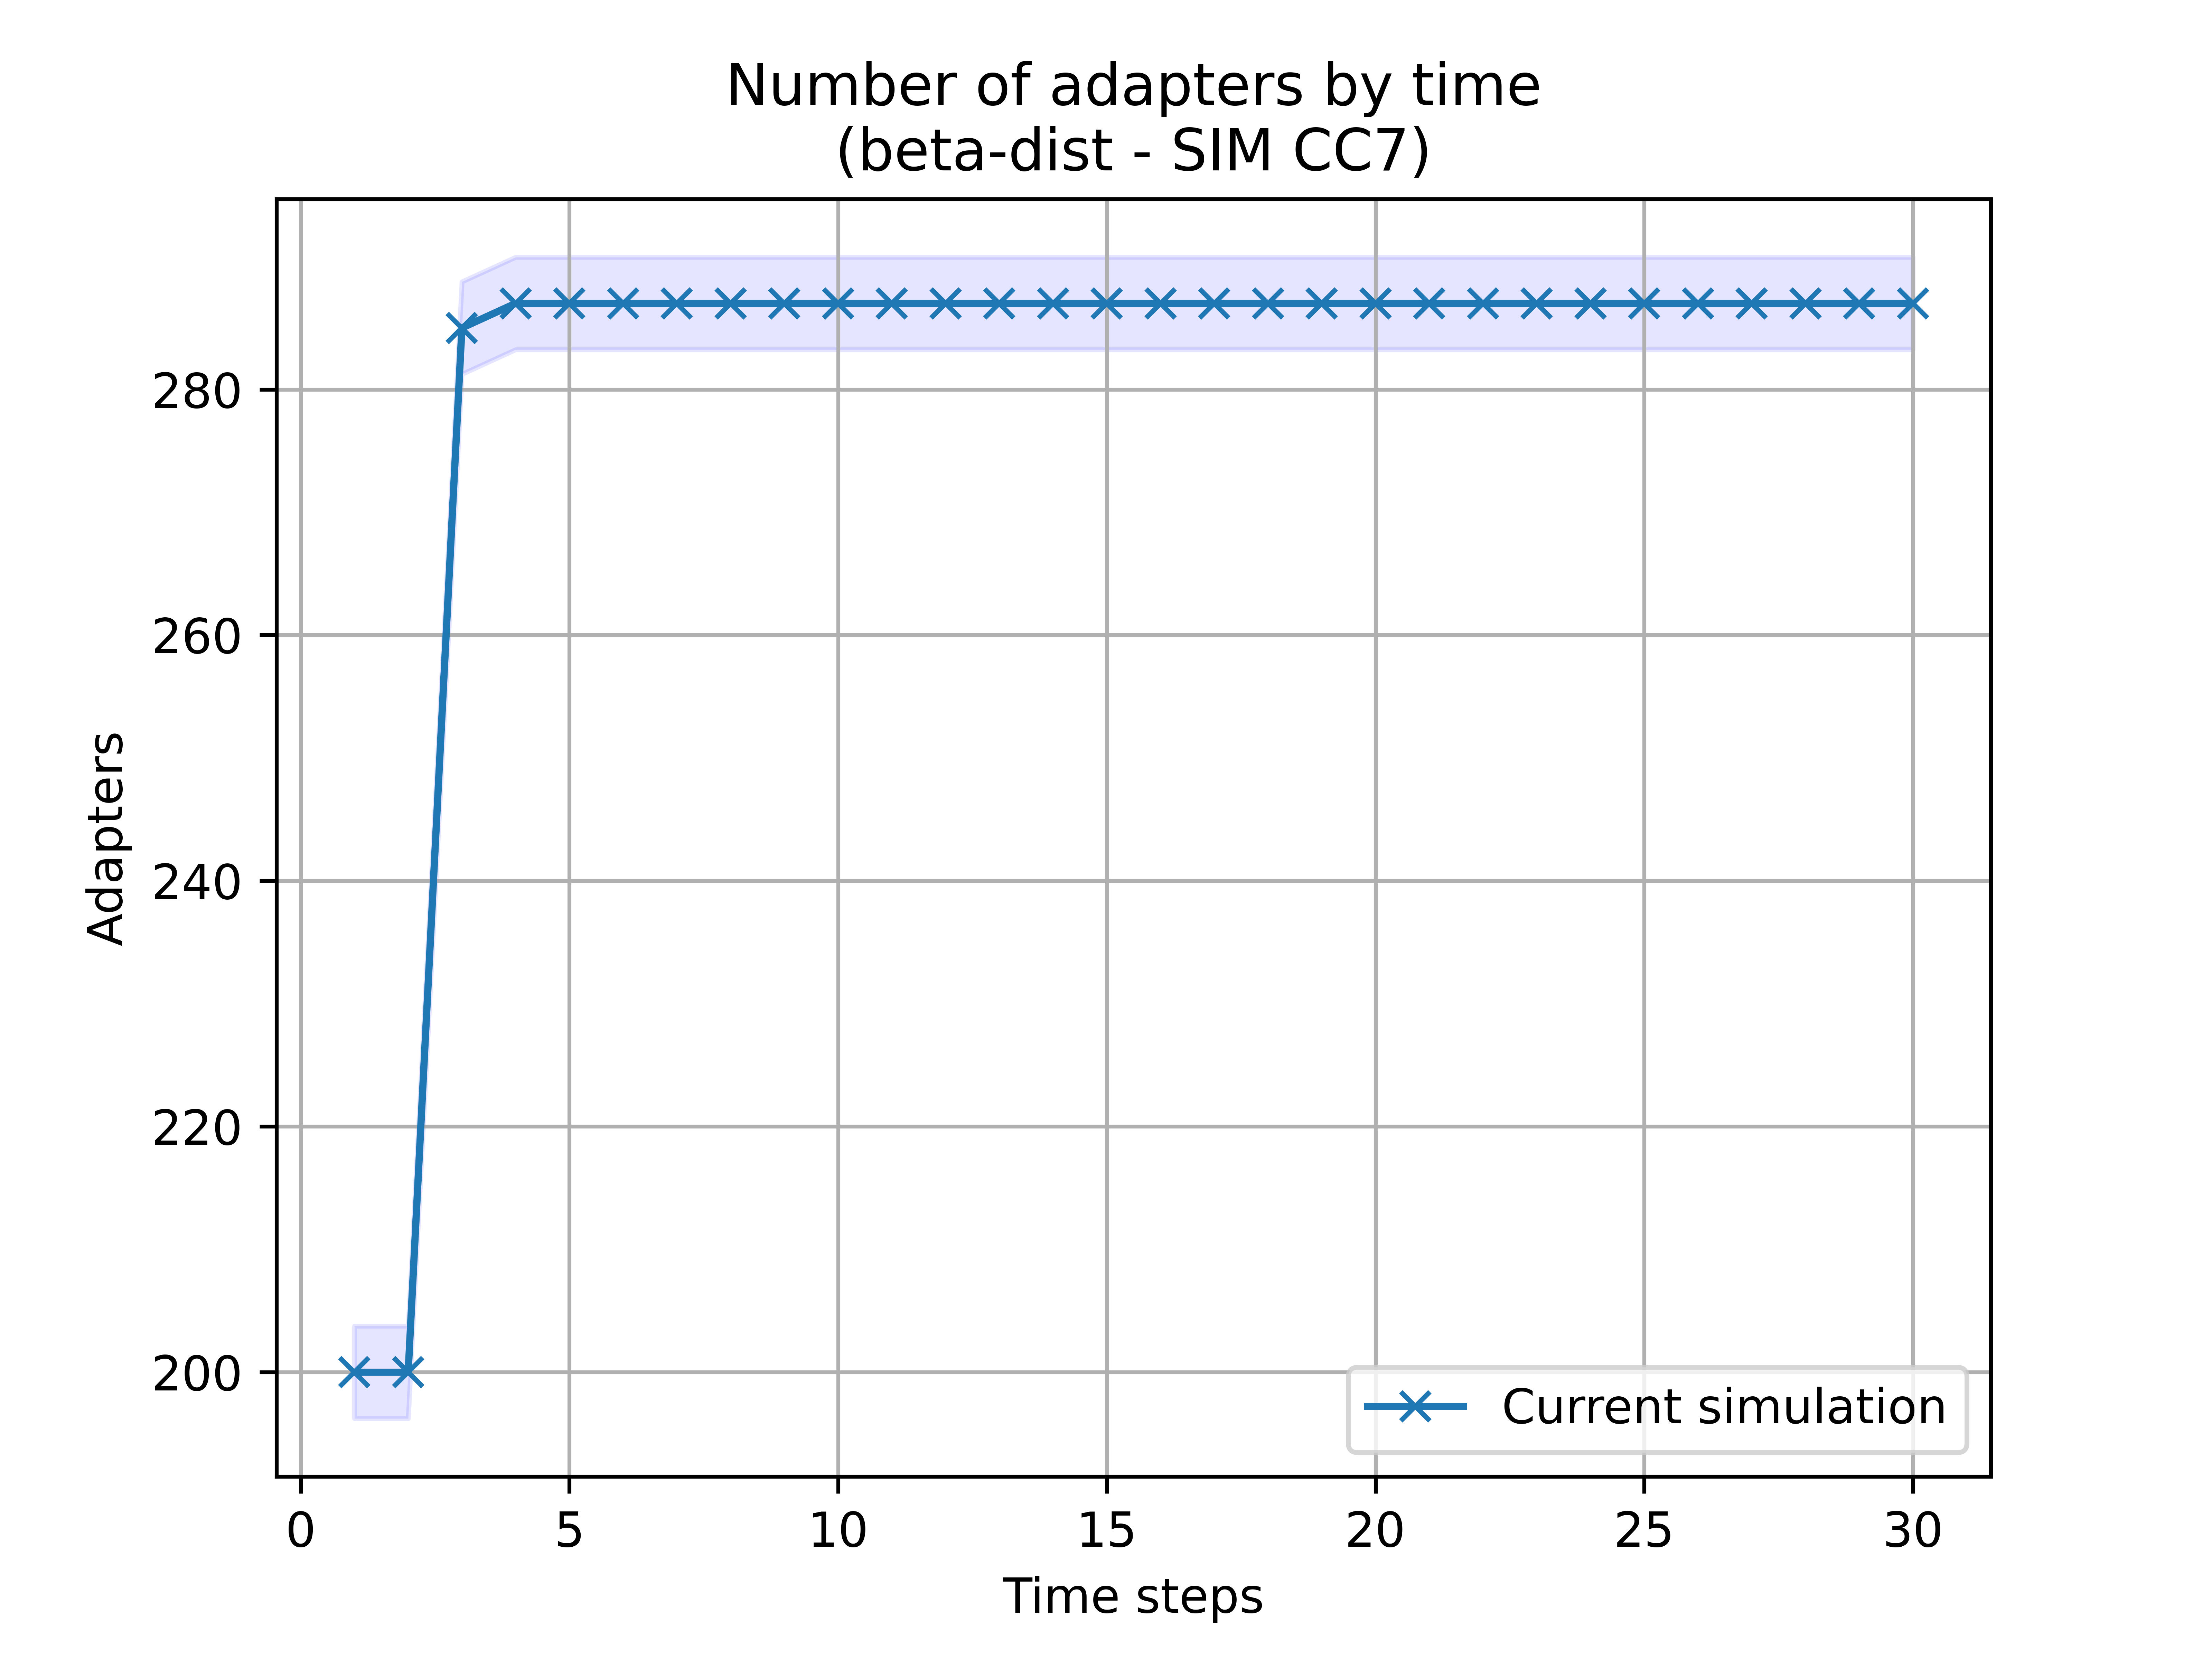 Number of adapters by time
(beta-dist - SIM CC7)
Adapters
280
260
240
220
200
Current simulation
0 5 10 15 20 25 30
Time steps